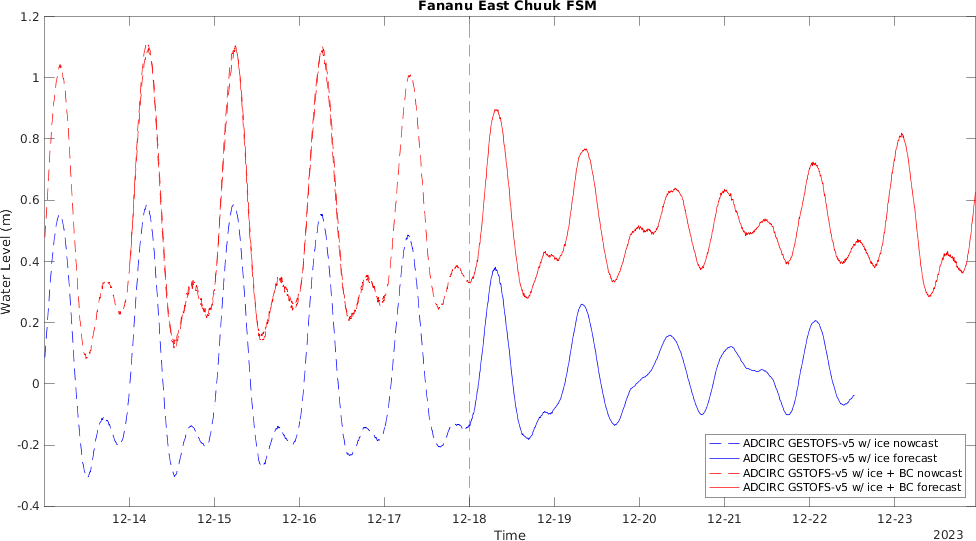 Fananu East Chuuk FSM
1.2
1
0.8
0.6
0.4
0.2
0
-0.2
-0.4
Water Level (m)
12-14 12-15 12-16 12-17 12-18 12-19 12-20 12-21 12-22 12-23
Time
2023
ADCIRC GESTOFS-v5 w/ ice nowcast
ADCIRC GESTOFS-v5 w/ ice forecast
ADCIRC GSTOFS-v5 w/ ice + BC nowcast
ADCIRC GSTOFS-v5 w/ ice + BC forecast